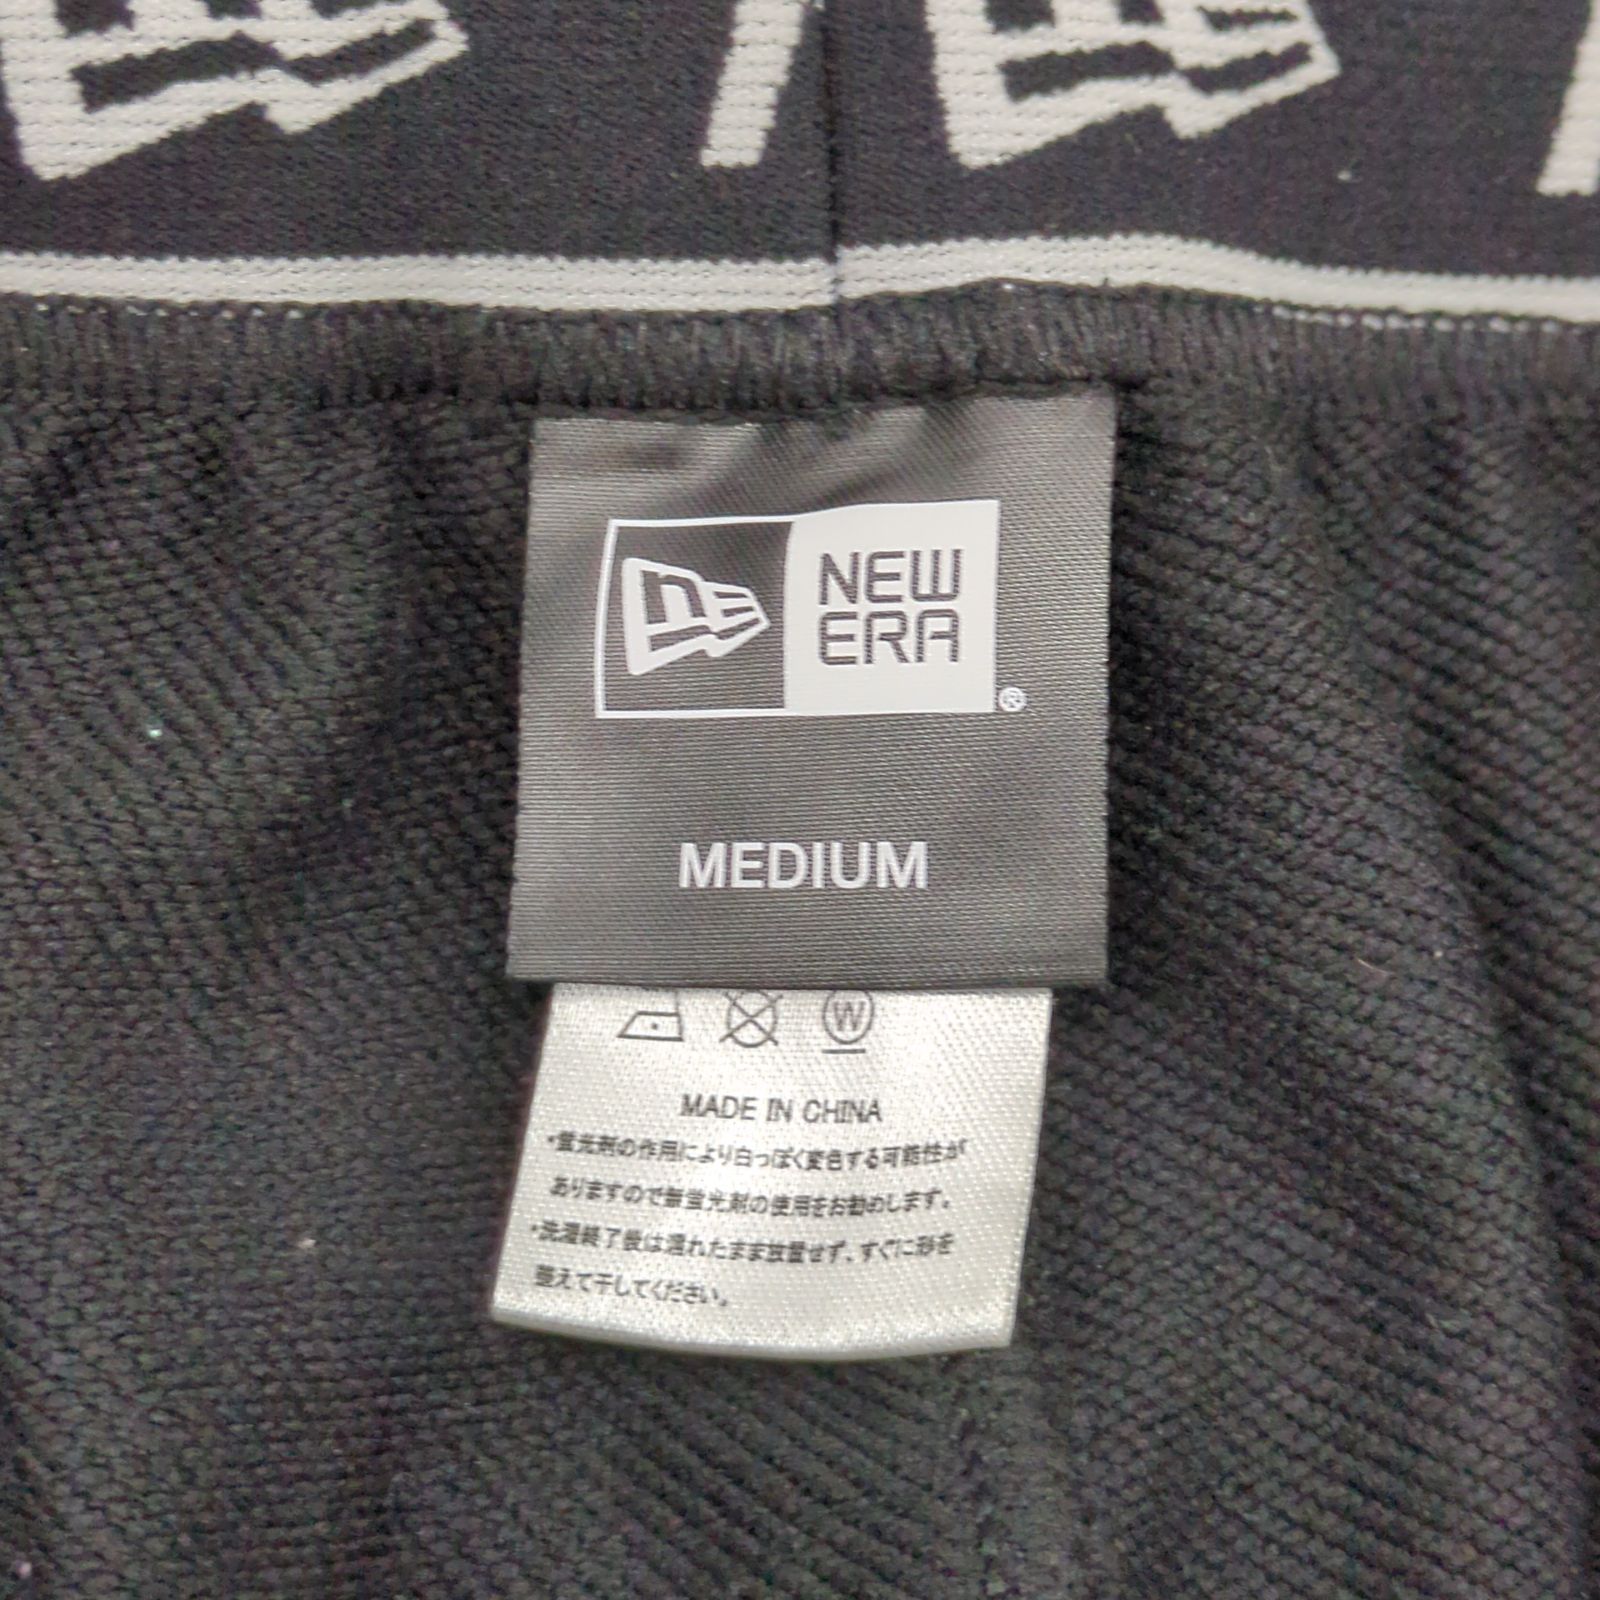 NEW
ERA
®
MEDIUM
W
MADE IN CHINA
・蛍光剤の作用により白っぽく変色する可能性が
ありますので無蛍光剤の使用をお勧めします。
・洗濯終了後は濡れたまま放置せず、すぐに形を
整えて干してください。